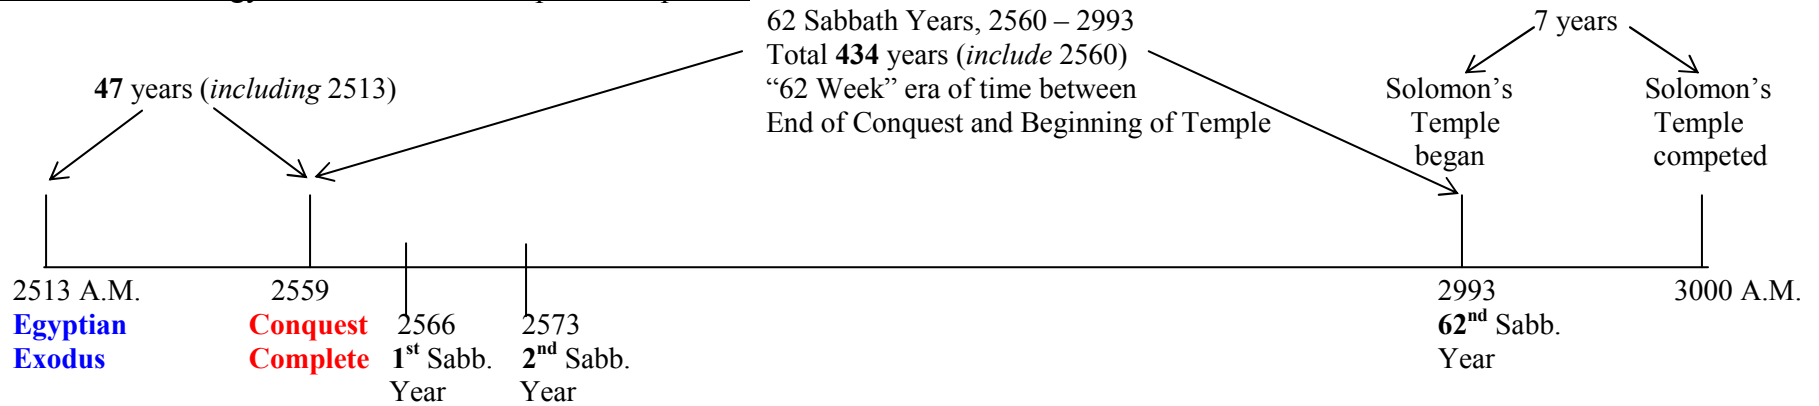 62 Sabbath Years, 2560 – 2993
Total 434 years (include 2560)
“62 Week” era of time between
End of Conquest and Beginning of Temple
7 years
47 years (including 2513)
Solomon’s
Temple
began
Solomon’s
Temple
competed
2513 A.M.
Egyptian
Exodus
2559
Conquest
Complete
2566
1st Sabb.
Year
2573
2nd Sabb.
Year
2993
62nd Sabb.
Year
3000 A.M.